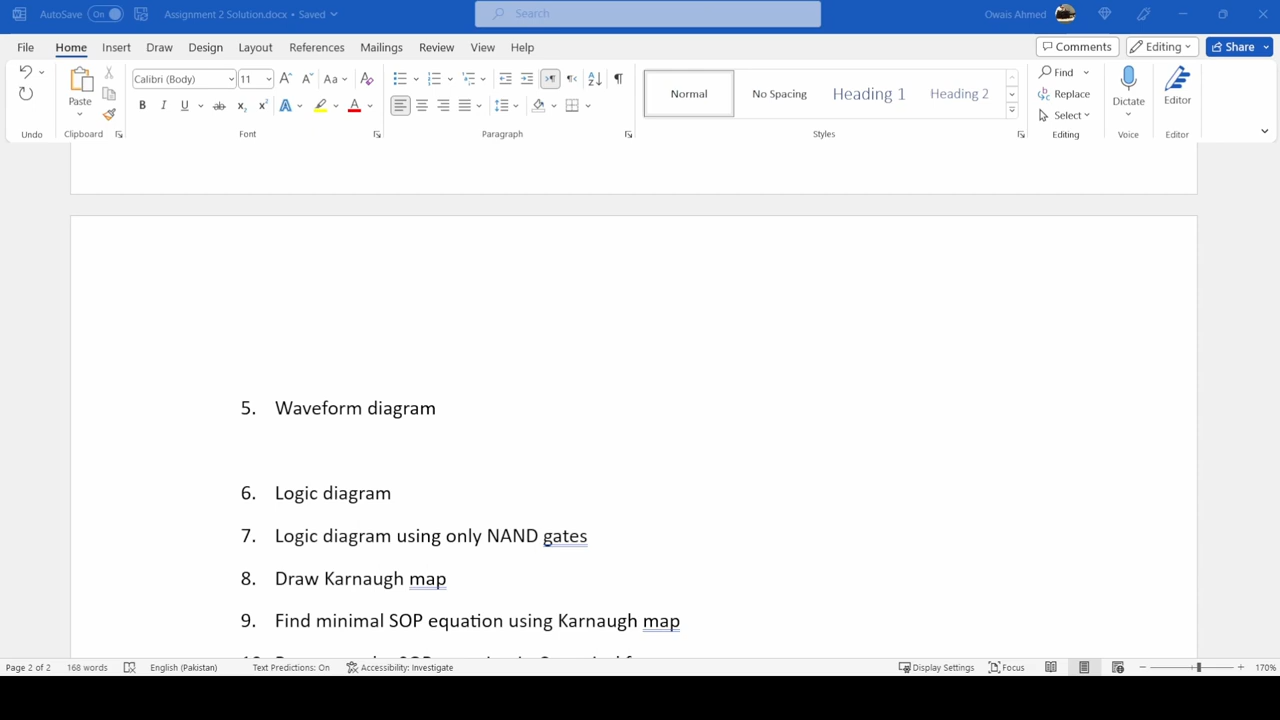 AutoSave On Assignment 2 Solution.docx • Saved Search Owais Ahmed
File Home Insert Draw Design Layout References Mailings Review View Help Comments Editing Share
Calibri (Body) 11 Aa Normal No Spacing Heading 1 Heading 2 Find
Paste B I U ab x₂ x² A A Replace Dictate Editor
Select
Undo Clipboard Font Paragraph Styles Editing Voice Editor
5. Waveform diagram
6. Logic diagram
7. Logic diagram using only NAND gates
8. Draw Karnaugh map
9. Find minimal SOP equation using Karnaugh map
Page 2 of 2 168 words English (Pakistan) Text Predictions: On Accessibility: Investigate Display Settings Focus 170%